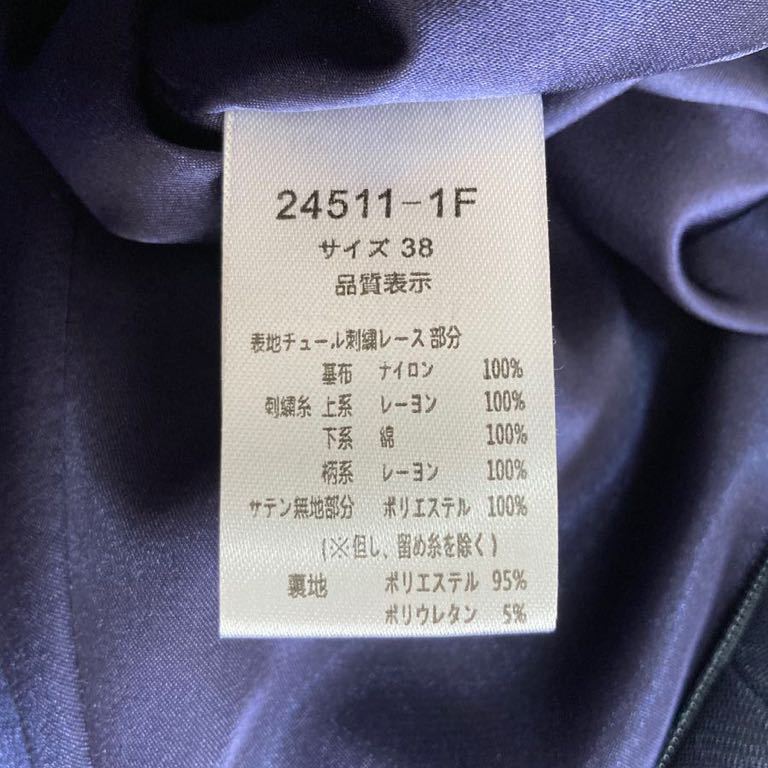 24511-1F
サイズ 38
品質表示
表地チュール刺繍レース部分
基布 ナイロン 100%
刺繍糸 上糸 レーヨン 100%
下糸 綿 100%
柄糸 レーヨン 100%
サテン無地部分 ポリエステル 100%
(※但し、留め糸を除く)
裏地 ポリエステル 95%
ポリウレタン 5%